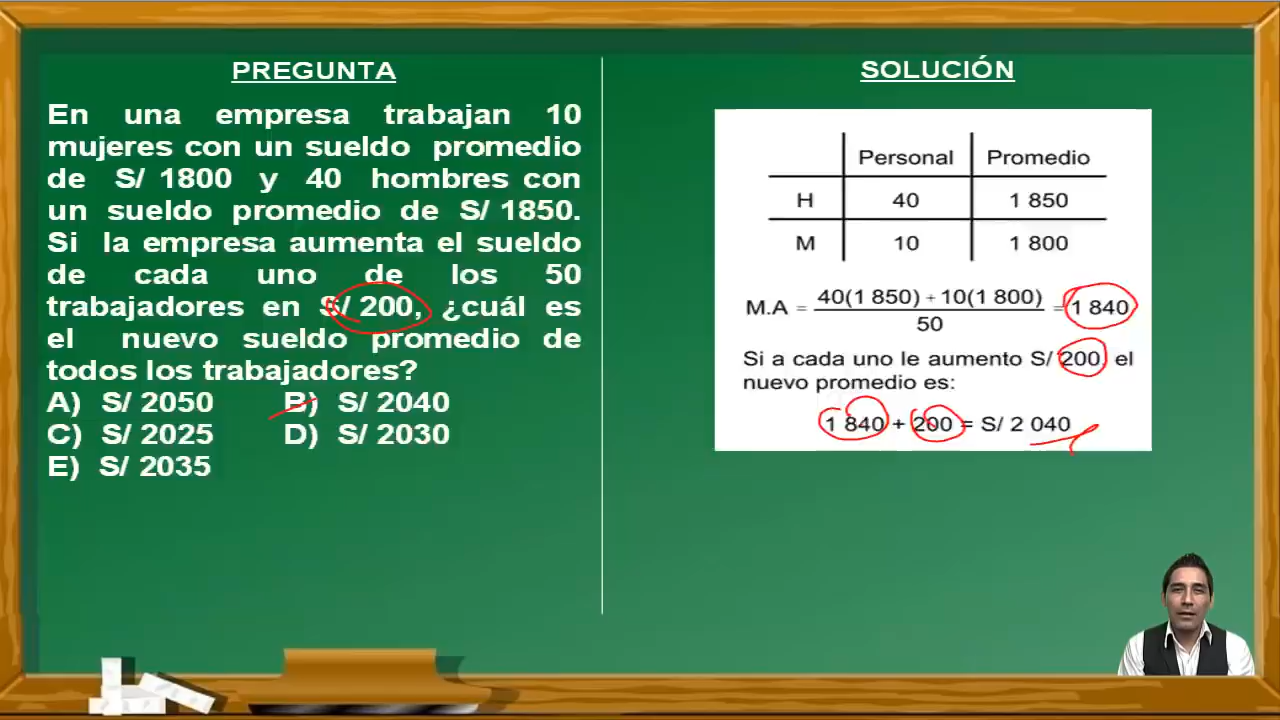 PREGUNTA
En una empresa trabajan 10
mujeres con un sueldo promedio
de S/ 1800 y 40 hombres con
un sueldo promedio de S/ 1850.
Si la empresa aumenta el sueldo
de cada uno de los 50
trabajadores en S/ 200, ¿cuál es
el nuevo sueldo promedio de
todos los trabajadores?
A) S/ 2050 B) S/ 2040
C) S/ 2025 D) S/ 2030
E) S/ 2035
SOLUCIÓN
Personal Promedio
H 40 1 850
M 10 1 800
M.A = 40(1 850) + 10(1 800) = 1 840
50
Si a cada uno le aumento S/ 200 el
nuevo promedio es:
1 840 + 200 = S/ 2 040